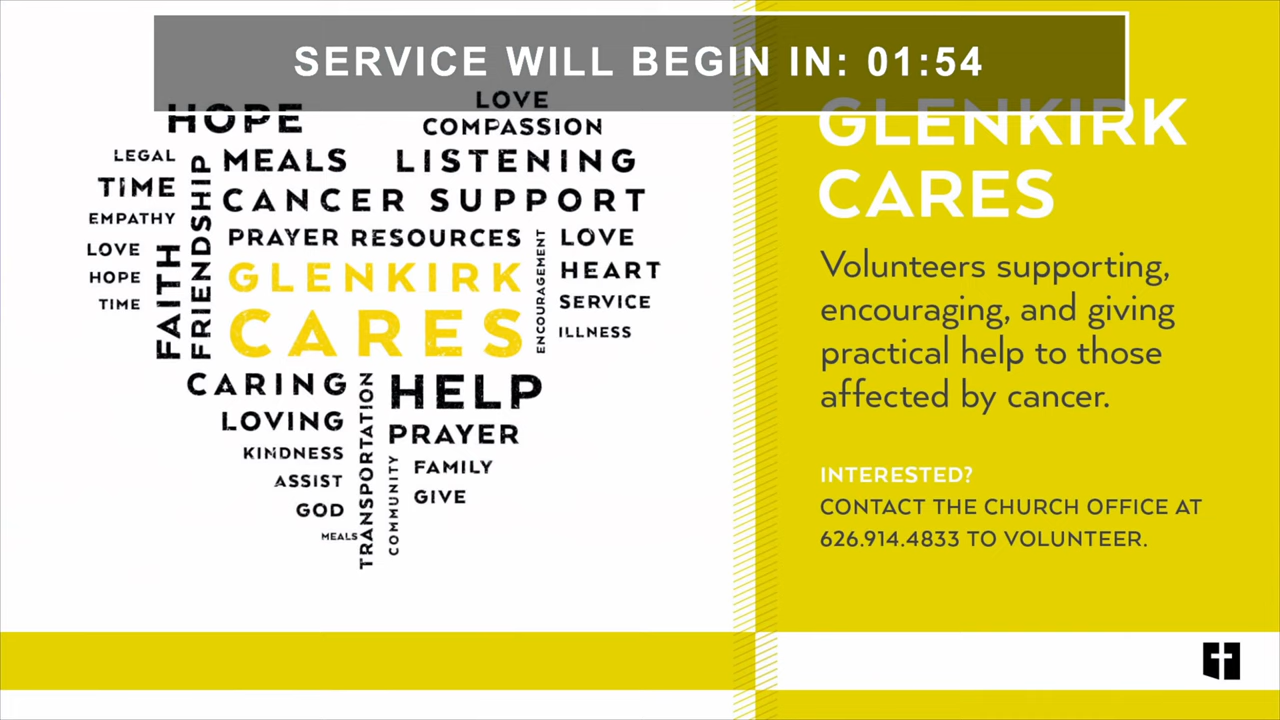 SERVICE WILL BEGIN IN: 01:54
LOVE
HOPE
COMPASSION
LEGAL
MEALS
LISTENING
TIME
FRIENDSHIP
CANCER SUPPORT
EMPATHY
PRAYER RESOURCES
LOVE
LOVE
FAITH
ENCOURAGEMENT
HOPE
GLENKIRK
HEART
TIME
CARES
SERVICE
ILLNESS
CARING
HELP
LOVING
TRANSPORTATION
PRAYER
KINDNESS
COMMUNITY
FAMILY
ASSIST
GIVE
GOD
MEALS
GLENKIRK
CARES
Volunteers supporting,
encouraging, and giving
practical help to those
affected by cancer.
INTERESTED?
CONTACT THE CHURCH OFFICE AT
626.914.4833 TO VOLUNTEER.